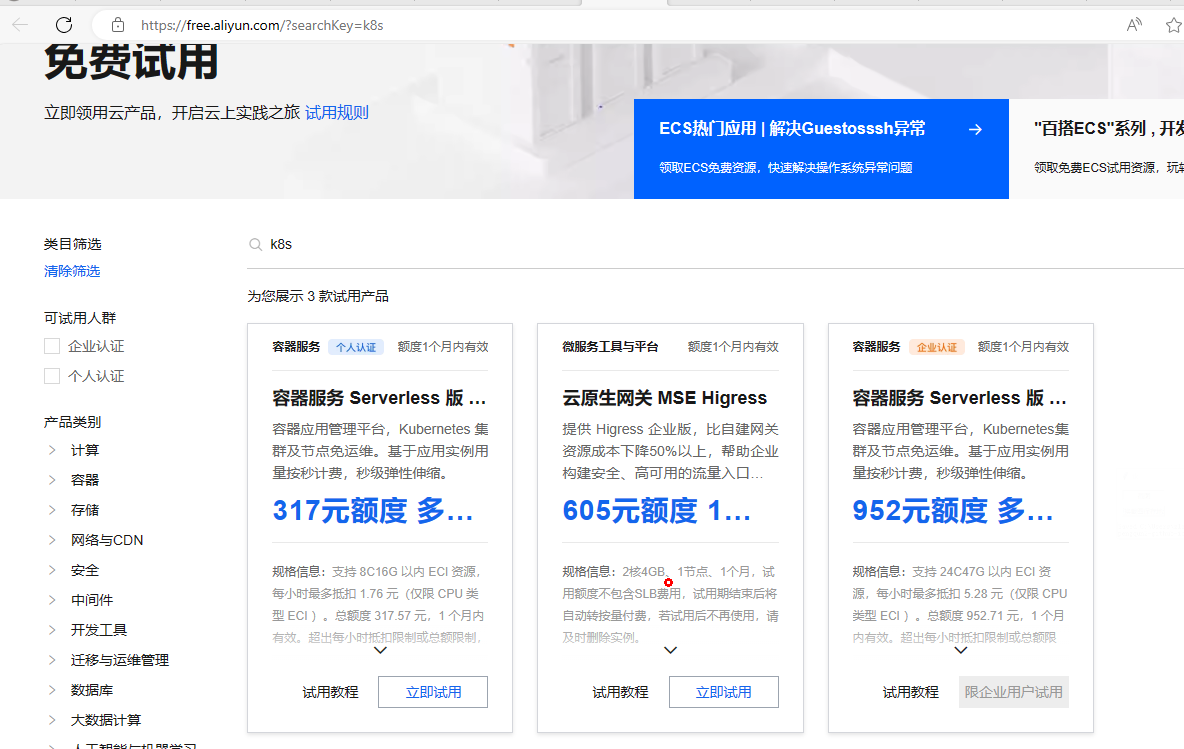 https://free.aliyun.com/?searchKey=k8s
免费试用
立即领用云产品，开启云上实践之旅 试用规则
ECS热门应用 | 解决Guestosssh异常
领取ECS免费资源，快速解决操作系统异常问题
"百搭ECS"系列 , 开发
领取免费ECS试用资源，玩转
类目筛选
清除筛选
可试用人群
企业认证
个人认证
产品类别
计算
容器
存储
网络与CDN
安全
中间件
开发工具
迁移与运维管理
数据库
大数据计算
人工智能与机器学习
k8s
为您展示 3 款试用产品
容器服务 个人认证 额度1个月内有效
容器服务 Serverless 版 ...
容器应用管理平台，Kubernetes 集
群及节点免运维。基于应用实例用
量按秒计费，秒级弹性伸缩。
317元额度 多...
规格信息：支持 8C16G 以内 ECI 资源，
每小时最多抵扣 1.76 元（仅限 CPU 类
型 ECI ）。总额度 317.57 元，1 个月内
有效。超出每小时抵扣限制或总额限制，
试用教程
立即试用
微服务工具与平台 额度1个月内有效
云原生网关 MSE Higress
提供 Higress 企业版，比自建网关
资源成本下降50%以上，帮助企业
构建安全、高可用的流量入口...
605元额度 1...
规格信息：2核4GB、1节点、1个月，试
用额度不包含SLB费用，试用期结束后将
自动转按量付费，若试用后不再使用，请
及时删除实例。
试用教程
立即试用
容器服务 企业认证 额度1个月内有效
容器服务 Serverless 版 ...
容器应用管理平台，Kubernetes集
群及节点免运维。基于应用实例用
量按秒计费，秒级弹性伸缩。
952元额度 多...
规格信息：支持 24C47G 以内 ECI 资
源，每小时最多抵扣 5.28 元（仅限 CPU
类型 ECI ）。总额度 952.71 元，1 个月
内有效。超出每小时抵扣限制或总额限
试用教程
限企业用户试用